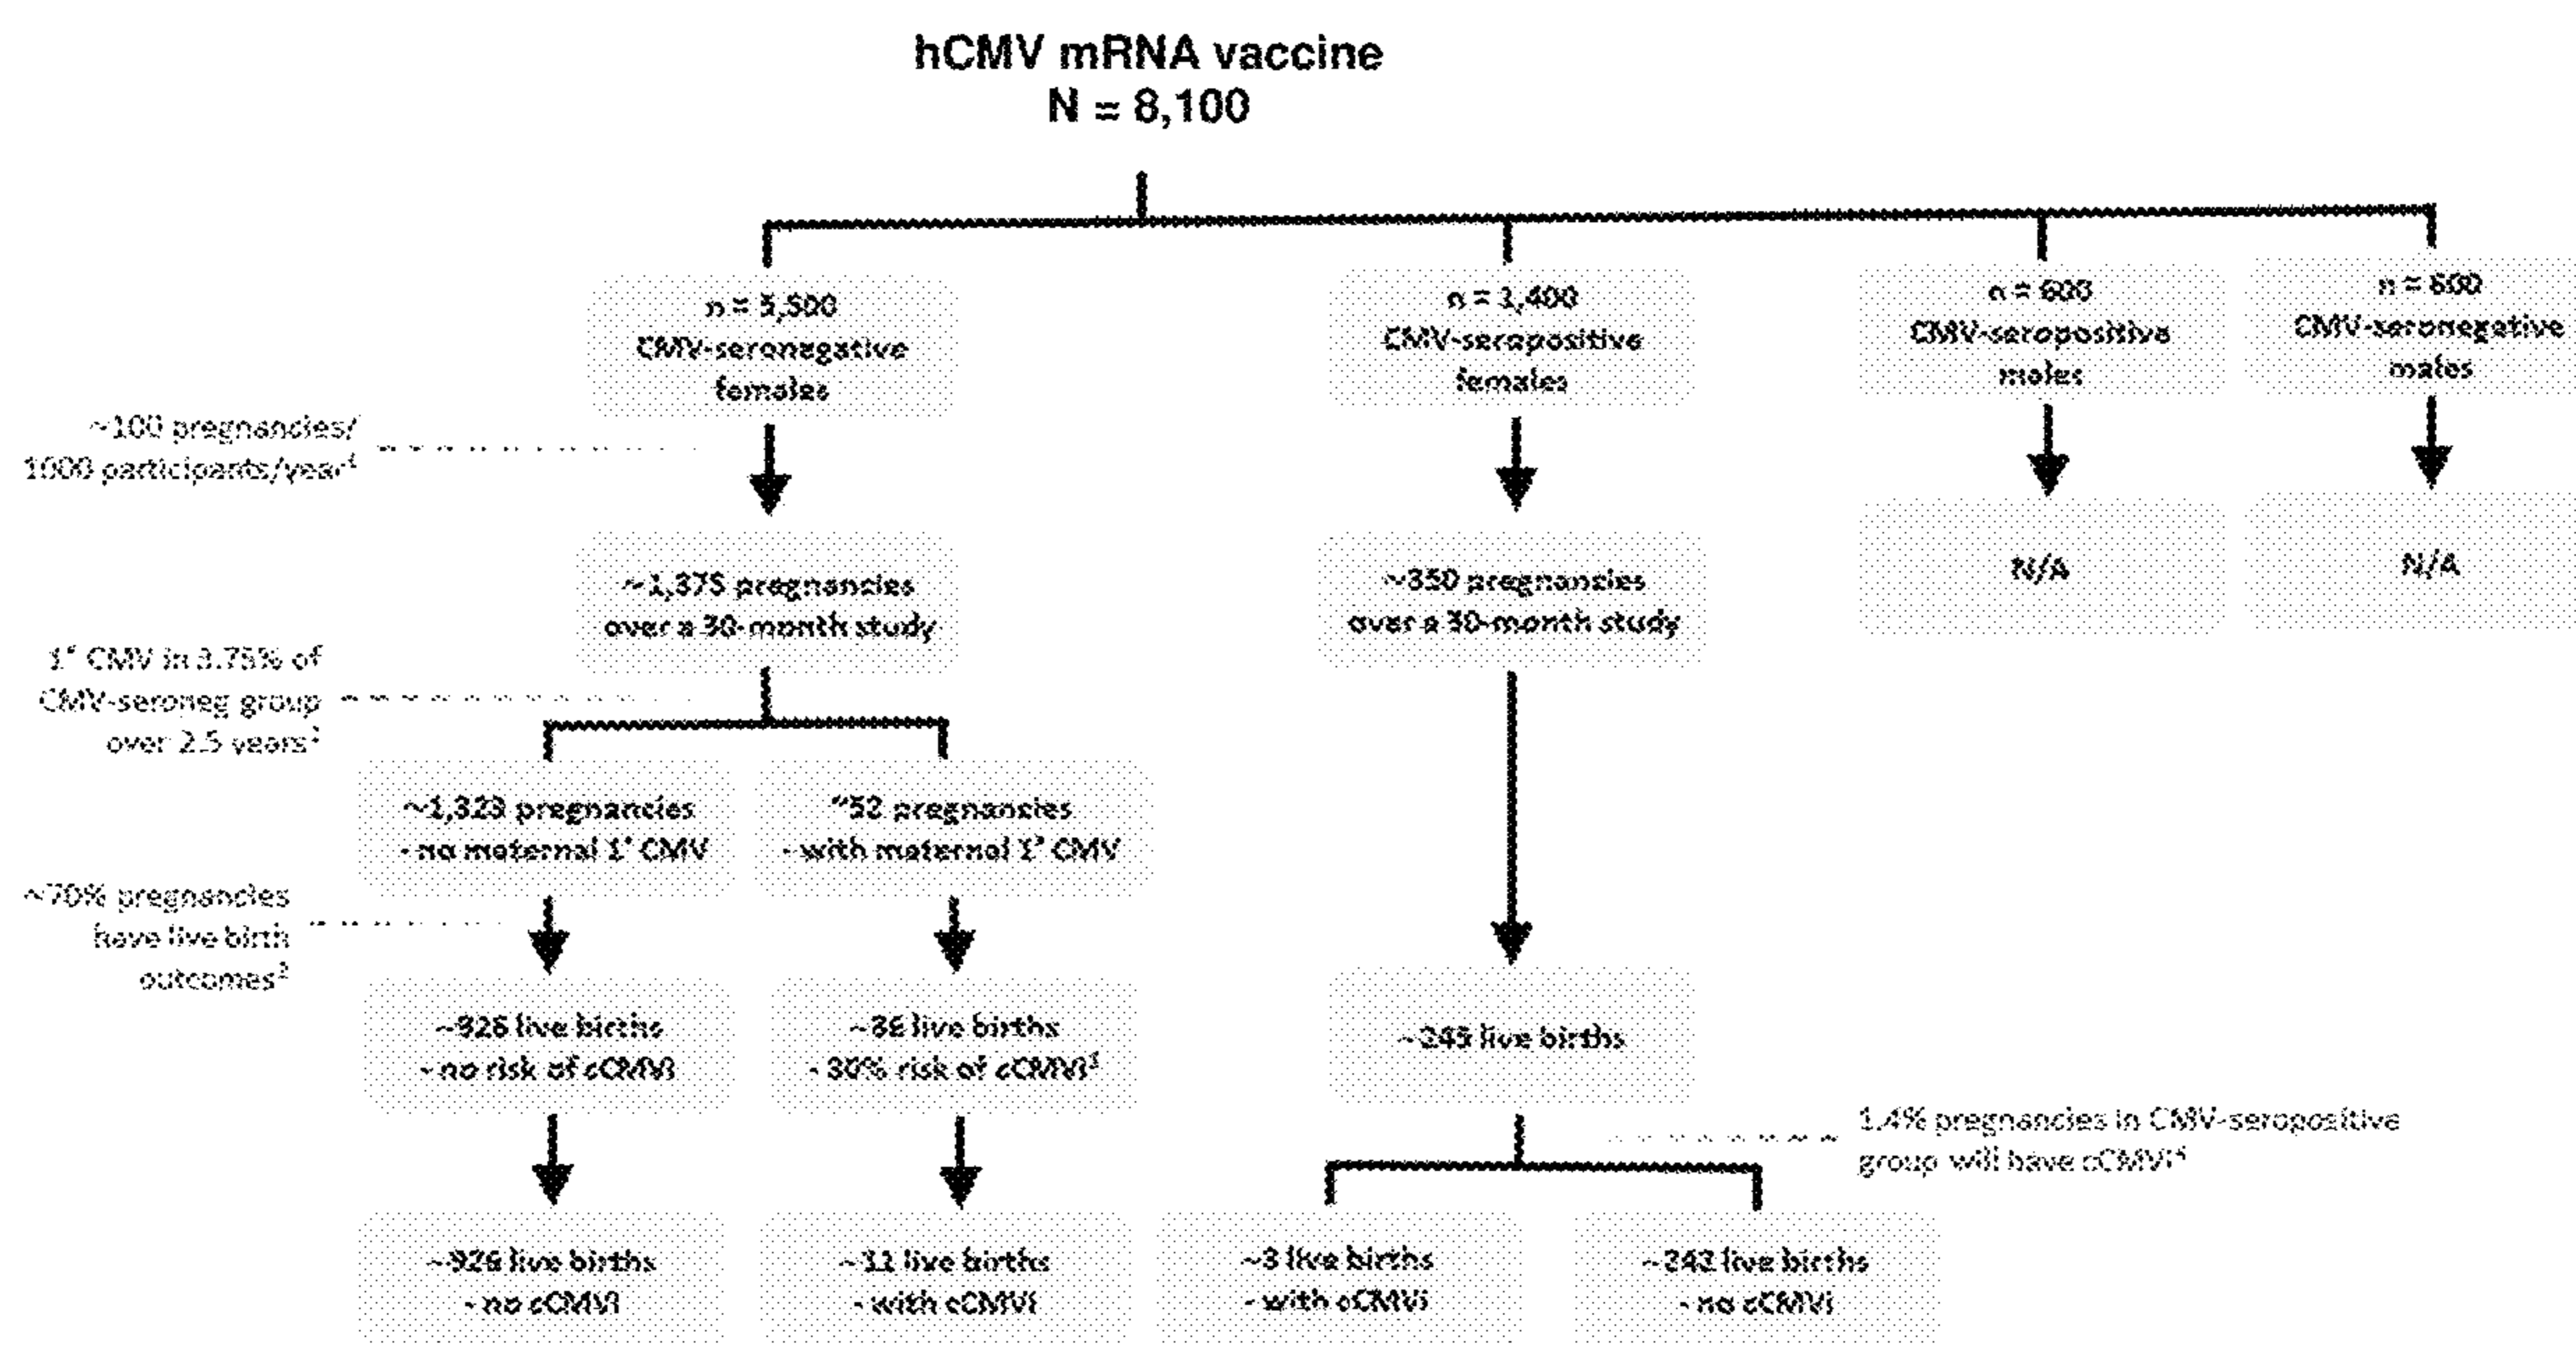 hCMV mRNA vaccine
N = 8,100
n = 5,500
CMV-seronegative
females
n = 1,400
CMV-seropositive
females
n = 600
CMV-seropositive
males
n = 600
CMV-seronegative
males
~100 pregnancies/
1000 participants/year
~1,375 pregnancies
over a 30-month study
~350 pregnancies
over a 30-month study
N/A
N/A
1° CMV in 3.75% of
CMV-seroneg group
over 2.5 years
~1,323 pregnancies
- no maternal 1° CMV
~52 pregnancies
- with maternal 1° CMV
~70% pregnancies
have live birth
outcomes
~926 live births
- no risk of cCMVi
~36 live births
- 30% risk of cCMVi
~245 live births
1.4% pregnancies in CMV-seropositive
group will have cCMVi
~926 live births
- no cCMVi
~11 live births
- with cCMVi
~3 live births
- with cCMVi
~242 live births
- no cCMVi